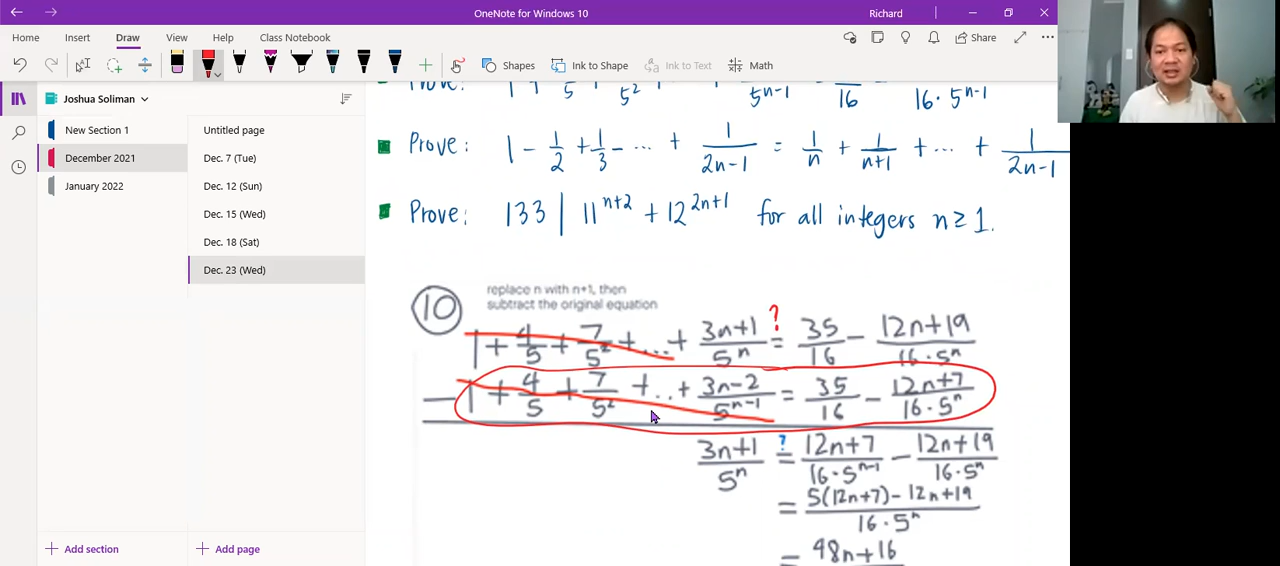 OneNote for Windows 10
Richard
Home Insert Draw View Help Class Notebook
Share
Shapes
Ink to Shape
Ink to Text
Math
Joshua Soliman
New Section 1
December 2021
January 2022
Untitled page
Dec. 7 (Tue)
Dec. 12 (Sun)
Dec. 15 (Wed)
Dec. 18 (Sat)
Dec. 23 (Wed)
Add section
Add page
Prove: 1 - 1/2 + 1/3 - ... + 1/(2n-1) = 1/n + 1/(n+1) + ... + 1/(2n-1)
Prove: 133 | 11^(n+2) + 12^(2n+1) for all integers n ≥ 1.
10
replace n with n+1, then
subtract the original equation
1 + 4/5 + 7/5² + ... + (3n+1)/5^n =? 35/16 - (12n+19)/(16·5^n)
- 1 + 4/5 + 7/5² + .. + (3n-2)/5^(n-1) = 35/16 - (12n+7)/(16·5^n)
(3n+1)/5^n =? (12n+7)/(16·5^(n-1)) - (12n+19)/(16·5^n)
= (5(12n+7) - 12n+19)/(16·5^n)
= 48n+16